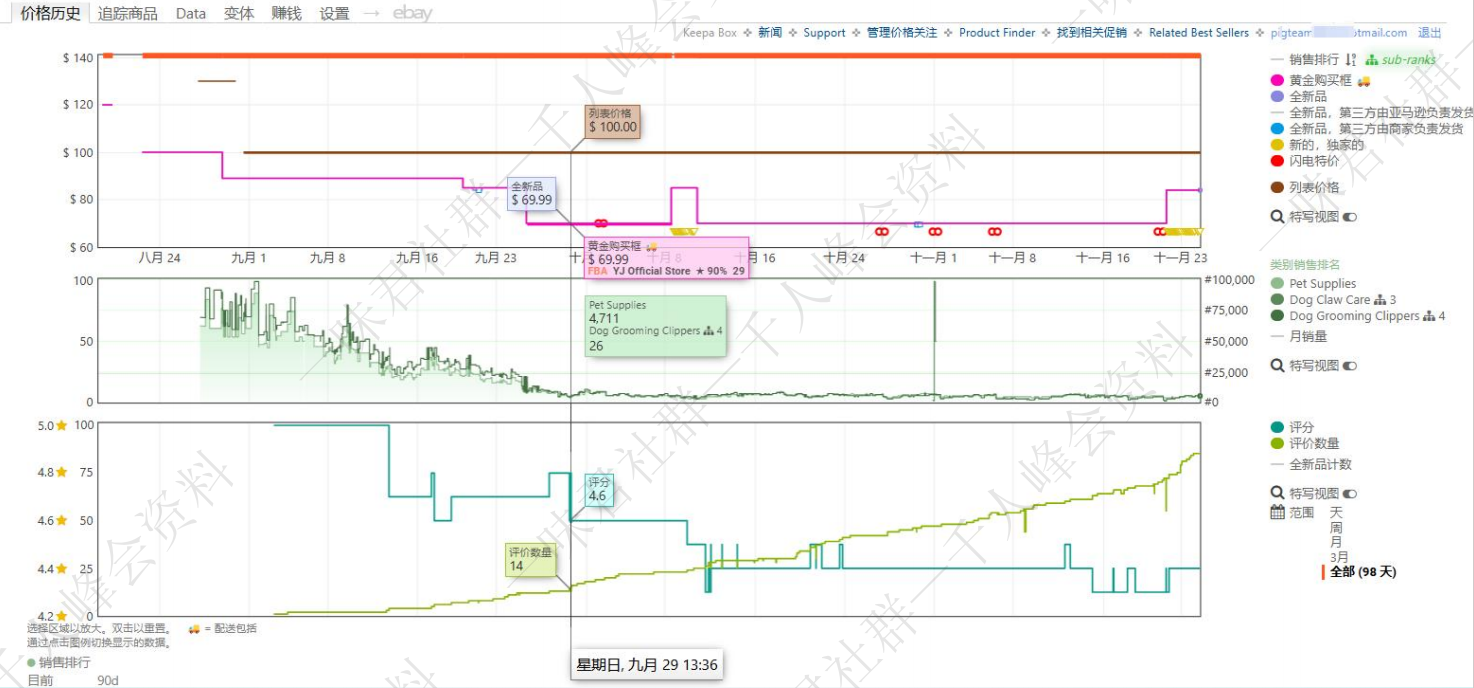 价格历史 追踪商品 Data 变体 赚钱 设置 → ebay
Keepa Box ✥ 新闻 ✥ Support ✥ 管理价格关注 ✥ Product Finder ✥ 找到相关促销 ✥ Related Best Sellers ✥ pigteam tmail.com 退出
$ 140
$ 120
$ 100
$ 80
$ 60
列表价格
$ 100.00
全新品
$ 69.99
黄金购买框
$ 69.99
FBA YJ Official Store ★ 90% 29
八月 24 九月 1 九月 8 九月 16 九月 23 十月 8 十月 16 十月 24 十一月 1 十一月 8 十一月 16 十一月 23
销售排行 sub-ranks
黄金购买框
全新品
全新品，第三方由亚马逊负责发货
全新品，第三方由商家负责发货
新的，独家的
闪电特价
列表价格
特写视图
100
50
0
Pet Supplies
4,711
Dog Grooming Clippers 4
26
#100,000
#75,000
#50,000
#25,000
#0
类别销售排名
Pet Supplies
Dog Claw Care 3
Dog Grooming Clippers 4
月销量
特写视图
5.0 ★ 100
4.8 ★ 75
4.6 ★ 50
4.4 ★ 25
4.2 ★ 0
评分
4.6
评价数量
14
评分
评价数量
全新品计数
特写视图
范围 天
周
月
3月
全部 (98 天)
选择区域以放大。双击以重置。 = 配送包括
通过点击图例切换显示的数据。
星期日, 九月 29 13:36
销售排行
目前 90d
一味君社群——千人峰会资料